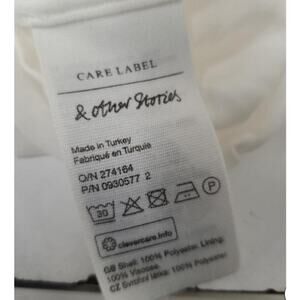 CARE LABEL
& Other Stories
Made in Turkey
Fabriqué en Turquie
O/N 274164
P/N 0930577 2
30 P
clevercare.info
GB Shell: 100% Polyester. Lining:
100% Viscose.
CZ Svrchní látka: 100% Polyester.